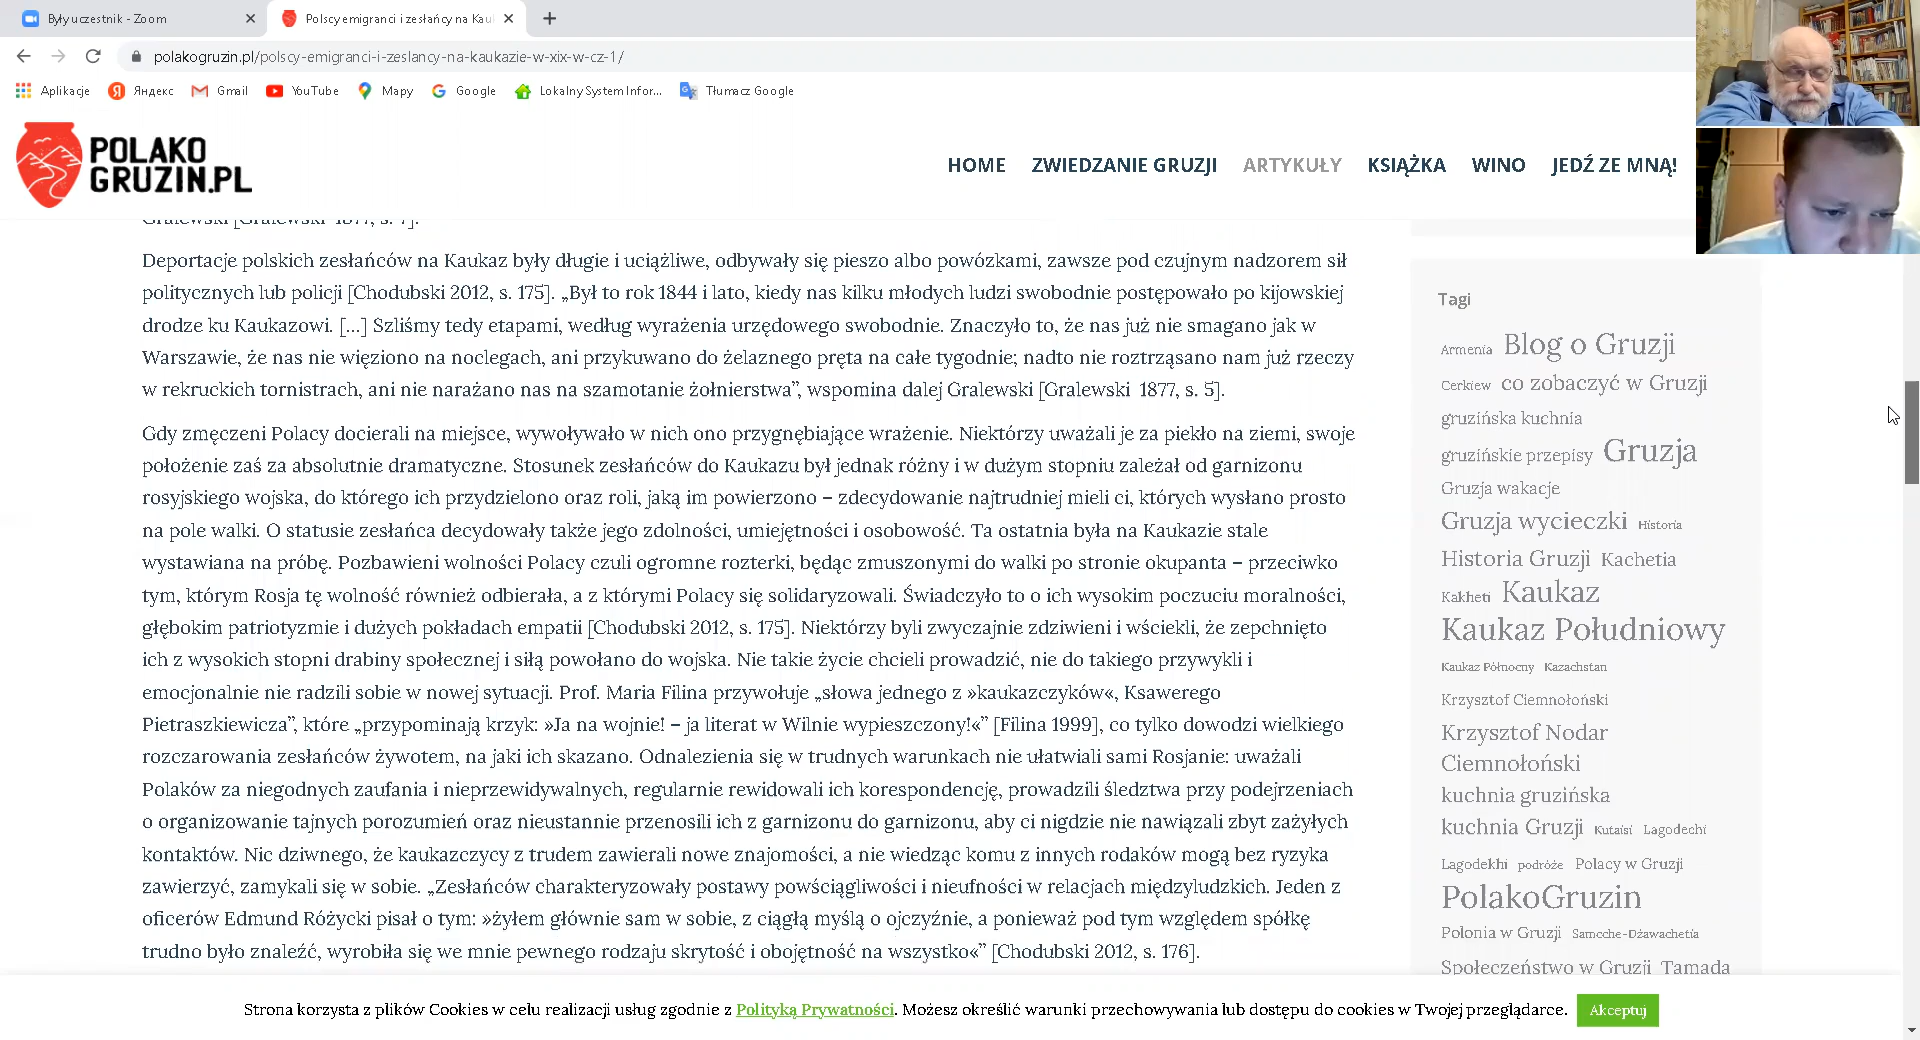 Były uczestnik - Zoom
Polscy emigranci i zesłańcy na Kau
polakogruzin.pl/polscy-emigranci-i-zeslancy-na-kaukazie-w-xix-w-cz-1/
Aplikacje Яндекс Gmail YouTube Mapy Google Lokalny System Infor... Tłumacz Google
POLAKO
GRUZIN.PL
HOME ZWIEDZANIE GRUZJI ARTYKUŁY KSIĄŻKA WINO JEDŹ ZE MNĄ!
Gralewski [Gralewski 1877, s. 7].
Deportacje polskich zesłańców na Kaukaz były długie i uciążliwe, odbywały się pieszo albo powózkami, zawsze pod czujnym nadzorem sił
politycznych lub policji [Chodubski 2012, s. 175]. „Był to rok 1844 i lato, kiedy nas kilku młodych ludzi swobodnie postępowało po kijowskiej
drodze ku Kaukazowi. […] Szliśmy tedy etapami, według wyrażenia urzędowego swobodnie. Znaczyło to, że nas już nie smagano jak w
Warszawie, że nas nie więziono na noclegach, ani przykuwano do żelaznego pręta na całe tygodnie; nadto nie roztrząsano nam już rzeczy
w rekruckich tornistrach, ani nie narażano nas na szamotanie żołnierstwa”, wspomina dalej Gralewski [Gralewski 1877, s. 5].
Gdy zmęczeni Polacy docierali na miejsce, wywoływało w nich ono przygnębiające wrażenie. Niektórzy uważali je za piekło na ziemi, swoje
położenie zaś za absolutnie dramatyczne. Stosunek zesłańców do Kaukazu był jednak różny i w dużym stopniu zależał od garnizonu
rosyjskiego wojska, do którego ich przydzielono oraz roli, jaką im powierzono – zdecydowanie najtrudniej mieli ci, których wysłano prosto
na pole walki. O statusie zesłańca decydowały także jego zdolności, umiejętności i osobowość. Ta ostatnia była na Kaukazie stale
wystawiana na próbę. Pozbawieni wolności Polacy czuli ogromne rozterki, będąc zmuszonymi do walki po stronie okupanta – przeciwko
tym, którym Rosja tę wolność również odbierała, a z którymi Polacy się solidaryzowali. Świadczyło to o ich wysokim poczuciu moralności,
głębokim patriotyzmie i dużych pokładach empatii [Chodubski 2012, s. 175]. Niektórzy byli zwyczajnie zdziwieni i wściekli, że zepchnięto
ich z wysokich stopni drabiny społecznej i siłą powołano do wojska. Nie takie życie chcieli prowadzić, nie do takiego przywykli i
emocjonalnie nie radzili sobie w nowej sytuacji. Prof. Maria Filina przywołuje „słowa jednego z »kaukazczyków«, Ksawerego
Pietraszkiewicza”, które „przypominają krzyk: »Ja na wojnie! – ja literat w Wilnie wypieszczony!«” [Filina 1999], co tylko dowodzi wielkiego
rozczarowania zesłańców żywotem, na jaki ich skazano. Odnalezienia się w trudnych warunkach nie ułatwiali sami Rosjanie: uważali
Polaków za niegodnych zaufania i nieprzewidywalnych, regularnie rewidowali ich korespondencję, prowadzili śledztwa przy podejrzeniach
o organizowanie tajnych porozumień oraz nieustannie przenosili ich z garnizonu do garnizonu, aby ci nigdzie nie nawiązali zbyt zażyłych
kontaktów. Nic dziwnego, że kaukazczycy z trudem zawierali nowe znajomości, a nie wiedząc komu z innych rodaków mogą bez ryzyka
zawierzyć, zamykali się w sobie. „Zesłańców charakteryzowały postawy powściągliwości i nieufności w relacjach międzyludzkich. Jeden z
oficerów Edmund Różycki pisał o tym: »żyłem głównie sam w sobie, z ciągłą myślą o ojczyźnie, a ponieważ pod tym względem spółkę
trudno było znaleźć, wyrobiła się we mnie pewnego rodzaju skrytość i obojętność na wszystko«” [Chodubski 2012, s. 176].
Tagi
Armenia Blog o Gruzji
Cerkiew co zobaczyć w Gruzji
gruzińska kuchnia
gruzińskie przepisy Gruzja
Gruzja wakacje
Gruzja wycieczki Historia
Historia Gruzji Kachetia
Kakheti Kaukaz
Kaukaz Południowy
Kaukaz Północny Kazachstan
Krzysztof Ciemnołoński
Krzysztof Nodar
Ciemnołoński
kuchnia gruzińska
kuchnia Gruzji Kutaisi Lagodechi
Lagodekhi podróże Polacy w Gruzji
PolakoGruzin
Polonia w Gruzji Samcche-Dżawachetia
Społeczeństwo w Gruzji Tamada
Strona korzysta z plików Cookies w celu realizacji usług zgodnie z Polityką Prywatności. Możesz określić warunki przechowywania lub dostępu do cookies w Twojej przeglądarce. Akceptuj